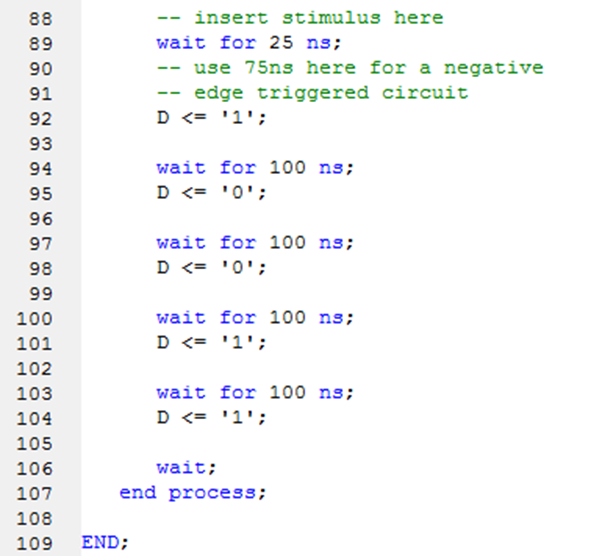 88 -- insert stimulus here
89 wait for 25 ns;
90 -- use 75ns here for a negative
91 -- edge triggered circuit
92 D <= '1';
93
94 wait for 100 ns;
95 D <= '0';
96
97 wait for 100 ns;
98 D <= '0';
99
100 wait for 100 ns;
101 D <= '1';
102
103 wait for 100 ns;
104 D <= '1';
105
106 wait;
107 end process;
108
109 END;